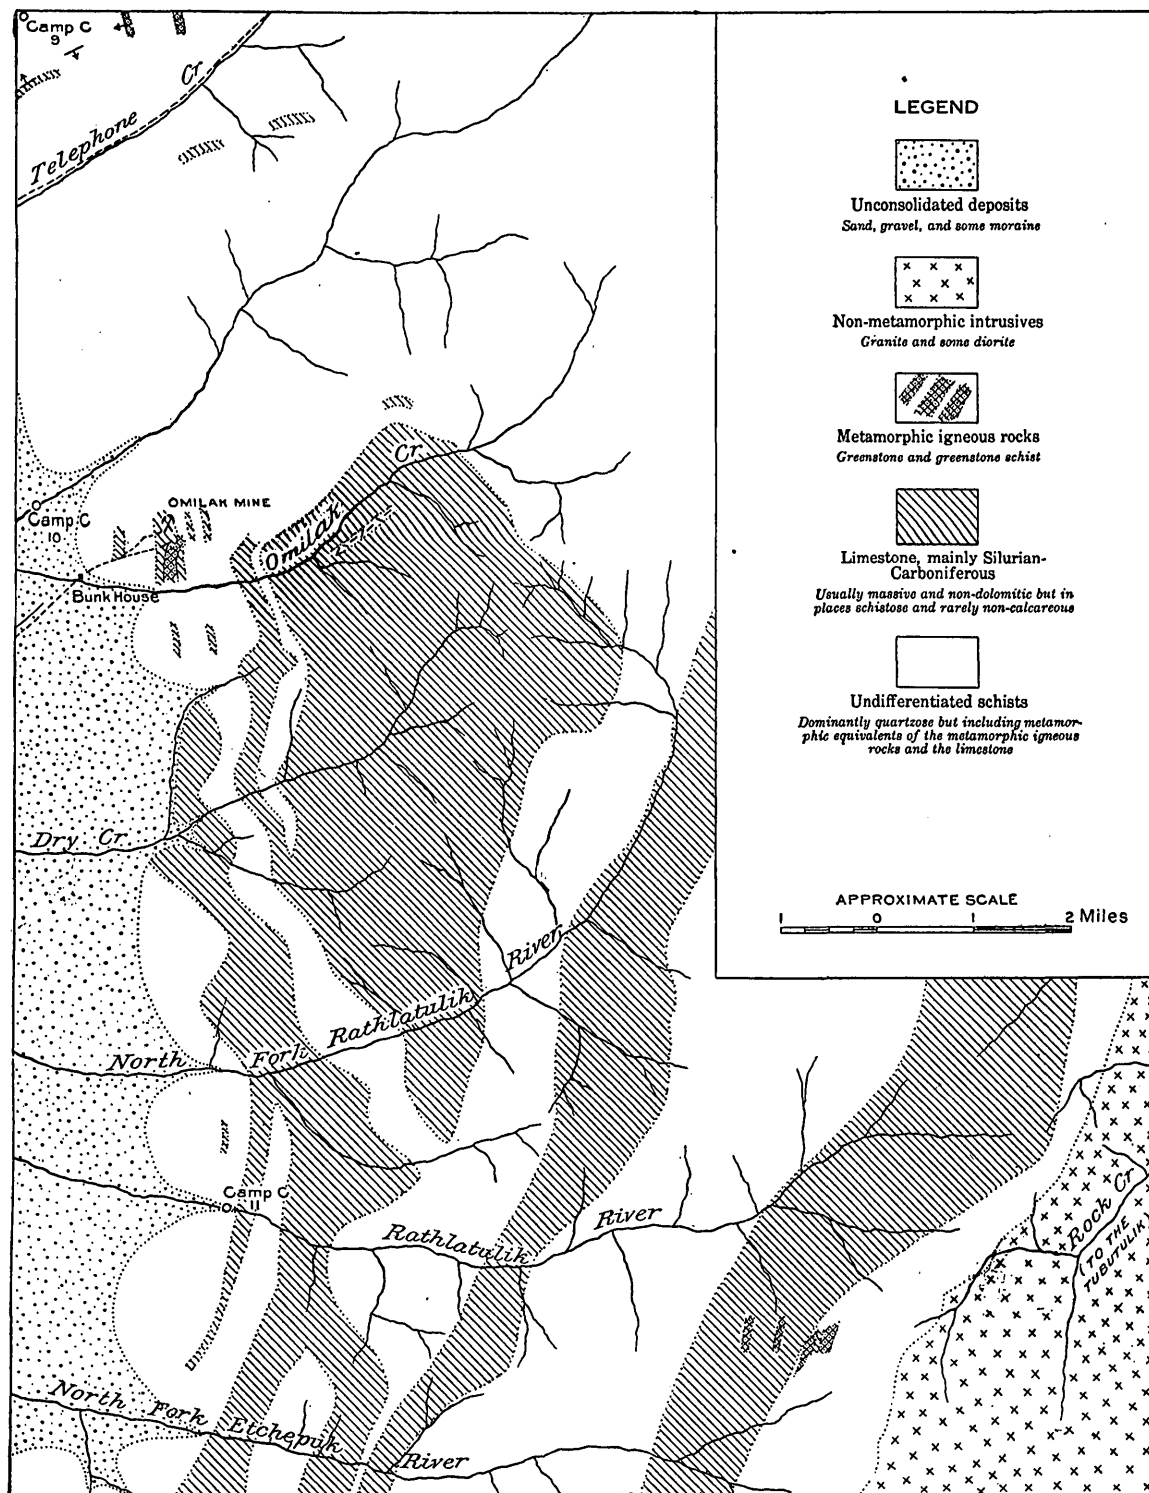 Camp C
9
Telephone Cr
OMILAK MINE
Camp C
10
Bunk House
Omilak Cr.
Dry Cr.
North Fork Rathlatulik River
Camp C
11
Rathlatulik River
North Fork Etchepuk River
Rock Cr
(TO THE
TUBUTULIK)
LEGEND
Unconsolidated deposits
Sand, gravel, and some moraine
Non-metamorphic intrusives
Granite and some diorite
Metamorphic igneous rocks
Greenstone and greenstone schist
Limestone, mainly Silurian-
Carboniferous
Usually massive and non-dolomitic but in
places schistose and rarely non-calcareous
Undifferentiated schists
Dominantly quartzose but including metamor-
phic equivalents of the metamorphic igneous
rocks and the limestone
APPROXIMATE SCALE
1 0 1 2 Miles